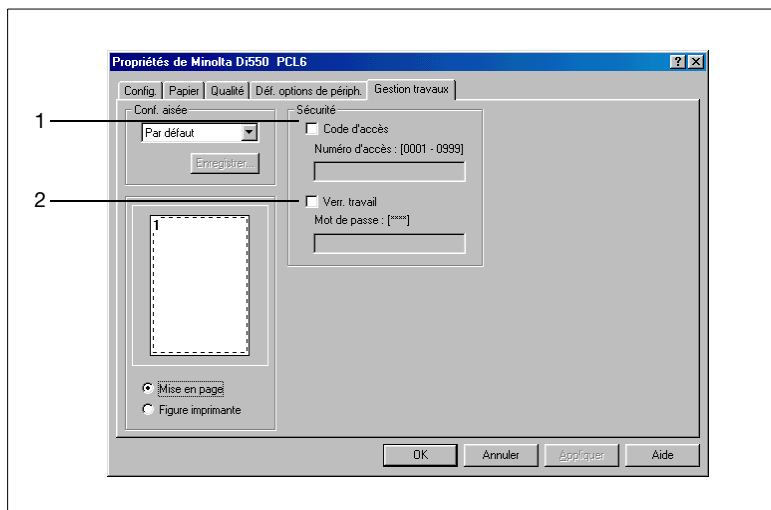 Propriétés de Minolta Di550 PCL6
Config. Papier Qualité Déf. options de périph. Gestion travaux
Conf. aisée
Par défaut
Enregistrer...
1
Mise en page
Figure imprimante
Sécurité
1
Code d'accès
Numéro d'accès : [0001 - 0999]
2
Verr. travail
Mot de passe : [****]
OK Annuler Appliquer Aide